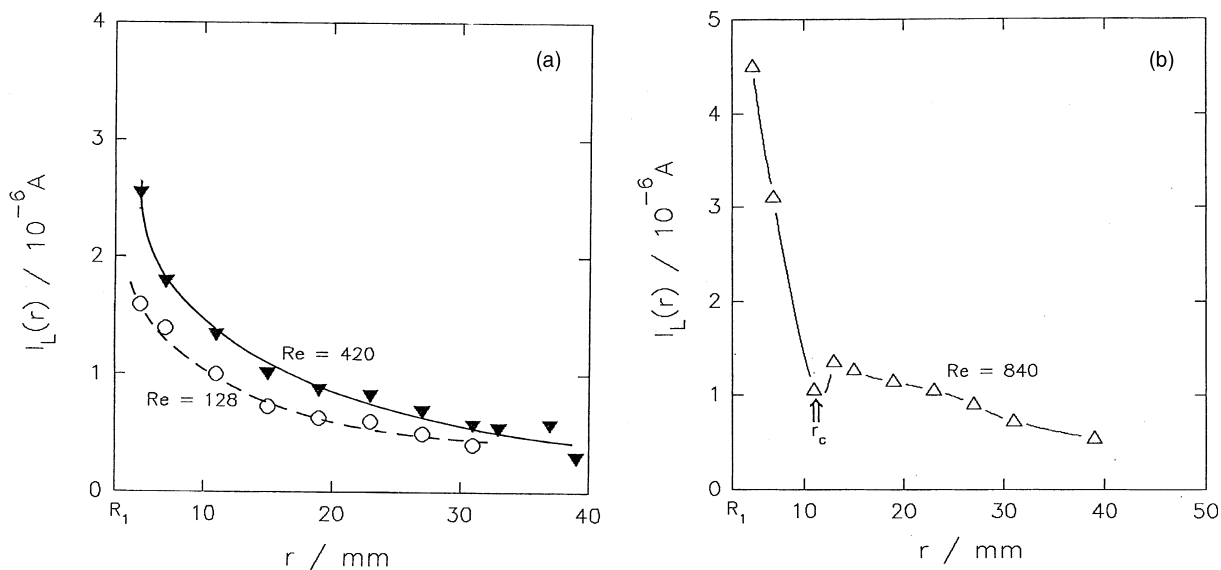 (a)
I_L(r) / 10^-6 A
4
3
2
1
0
Re = 420
Re = 128
R_1 10 20 30 40
r / mm
(b)
I_L(r) / 10^-6 A
5
4
3
2
1
0
Re = 840
r_c
R_1 10 20 30 40 50
r / mm